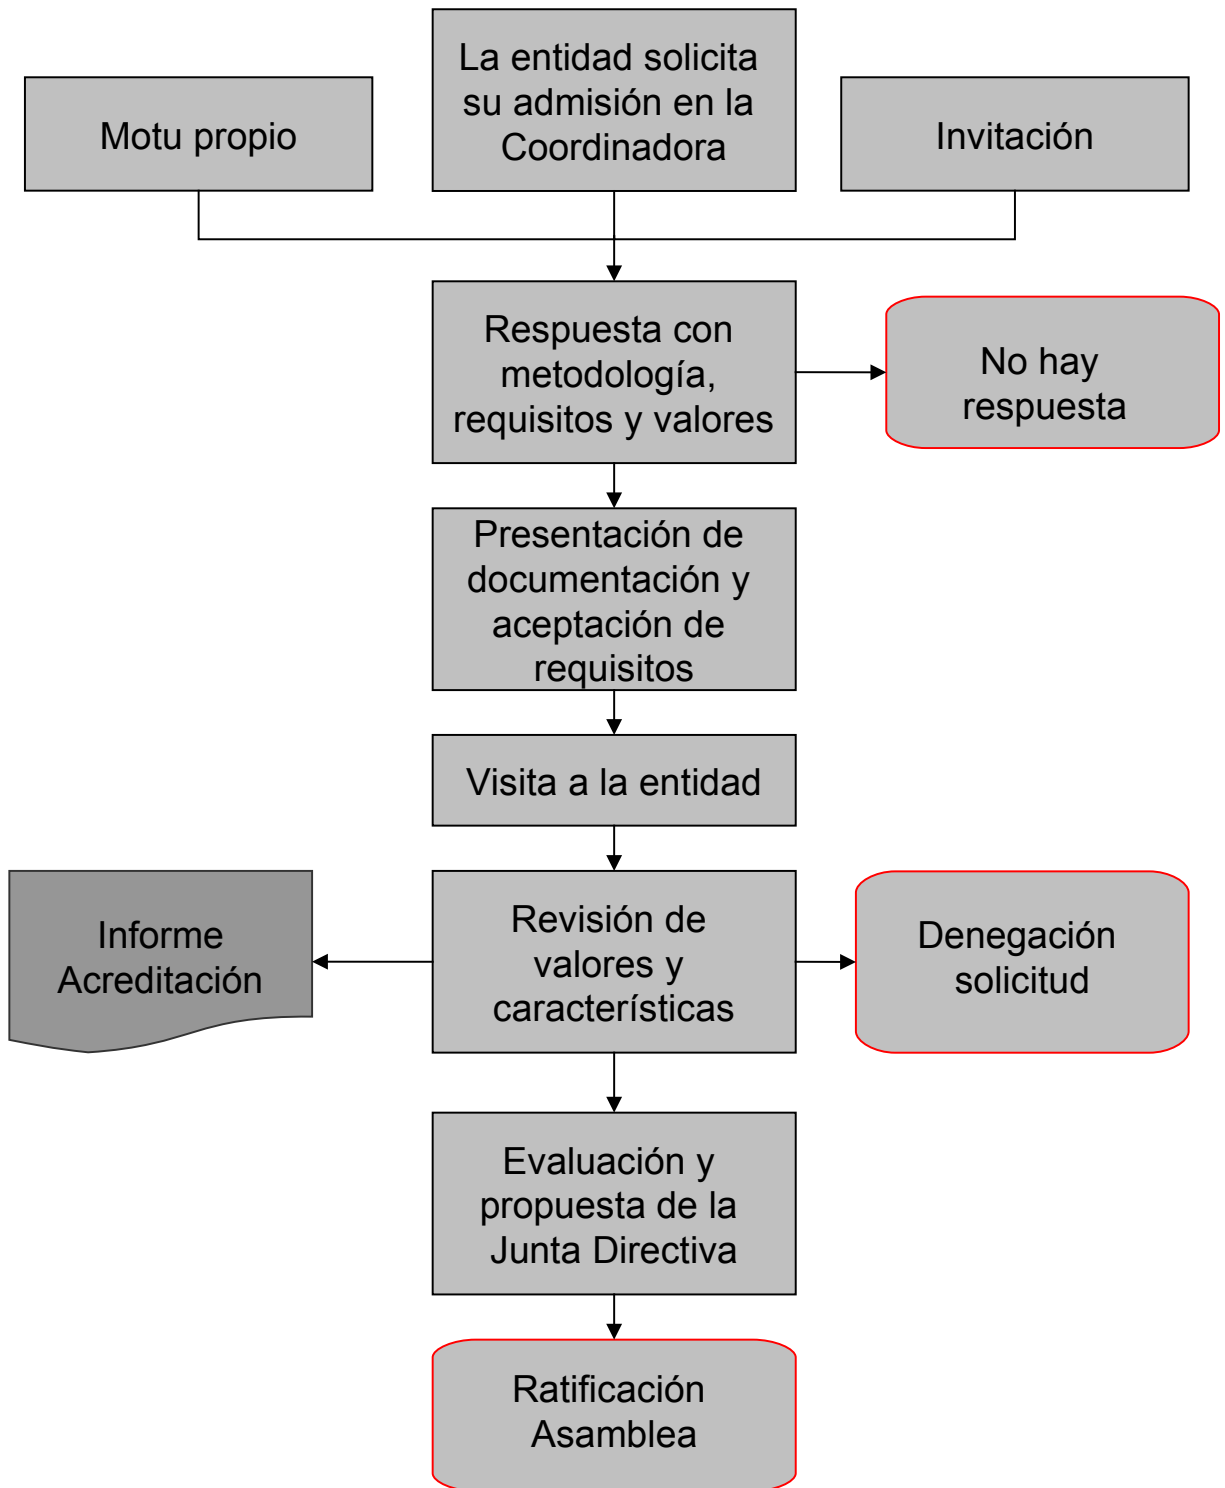 La entidad solicita
su admisión en la
Coordinadora
Motu propio
Invitación
Respuesta con
metodología,
requisitos y valores
No hay
respuesta
Presentación de
documentación y
aceptación de
requisitos
Visita a la entidad
Informe
Acreditación
Revisión de
valores y
características
Denegación
solicitud
Evaluación y
propuesta de la
Junta Directiva
Ratificación
Asamblea